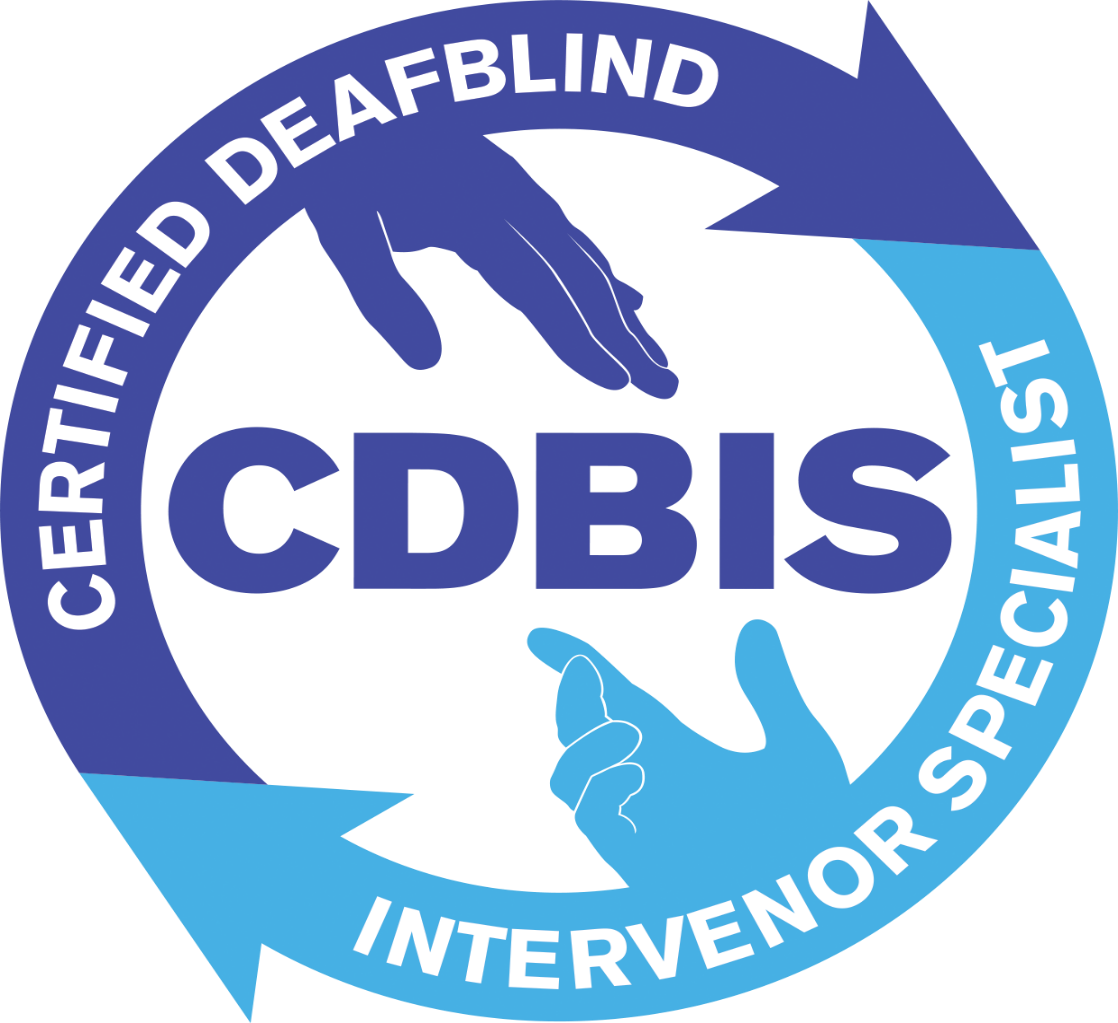 CERTIFIED DEAFBLIND
CDBIS
INTERVENOR SPECIALIST